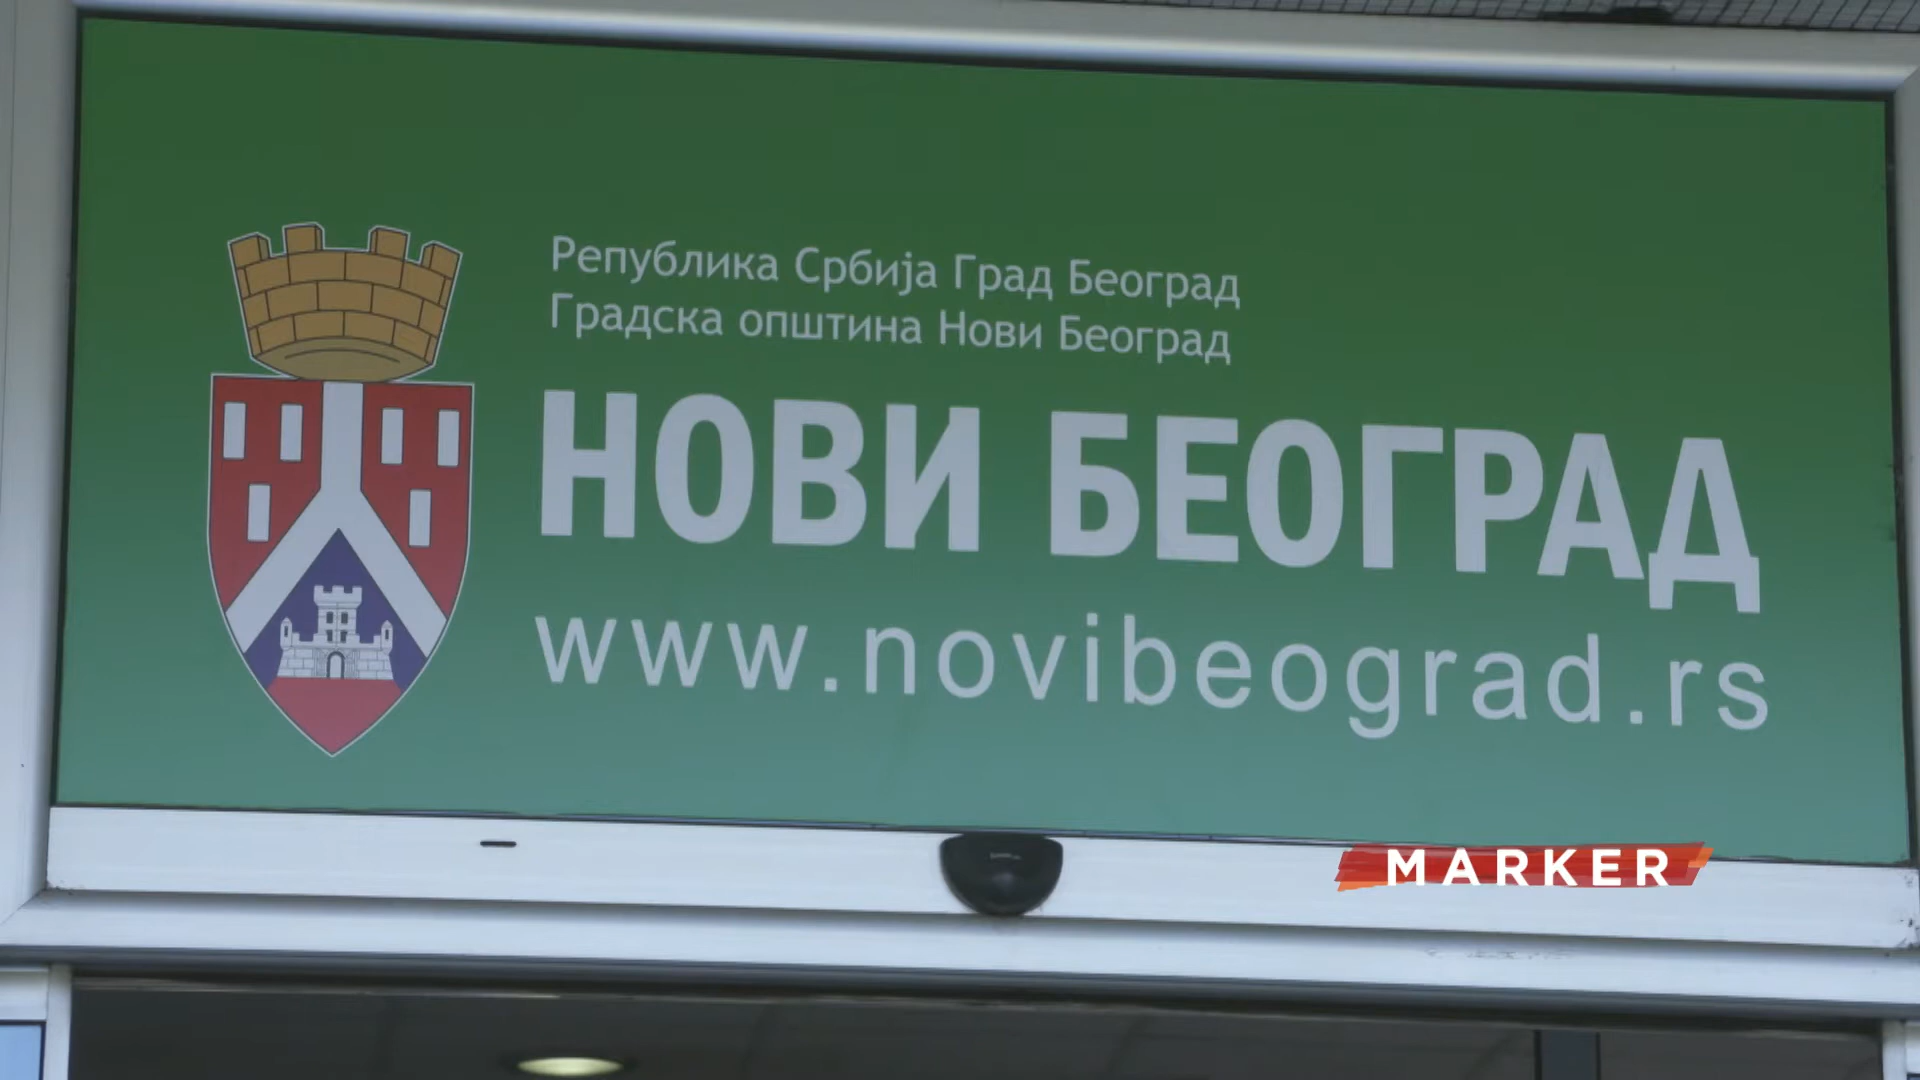 Република Србија Град Београд
Градска општина Нови Београд
НОВИ БЕОГРАД
www.novibeograd.rs
MARKER